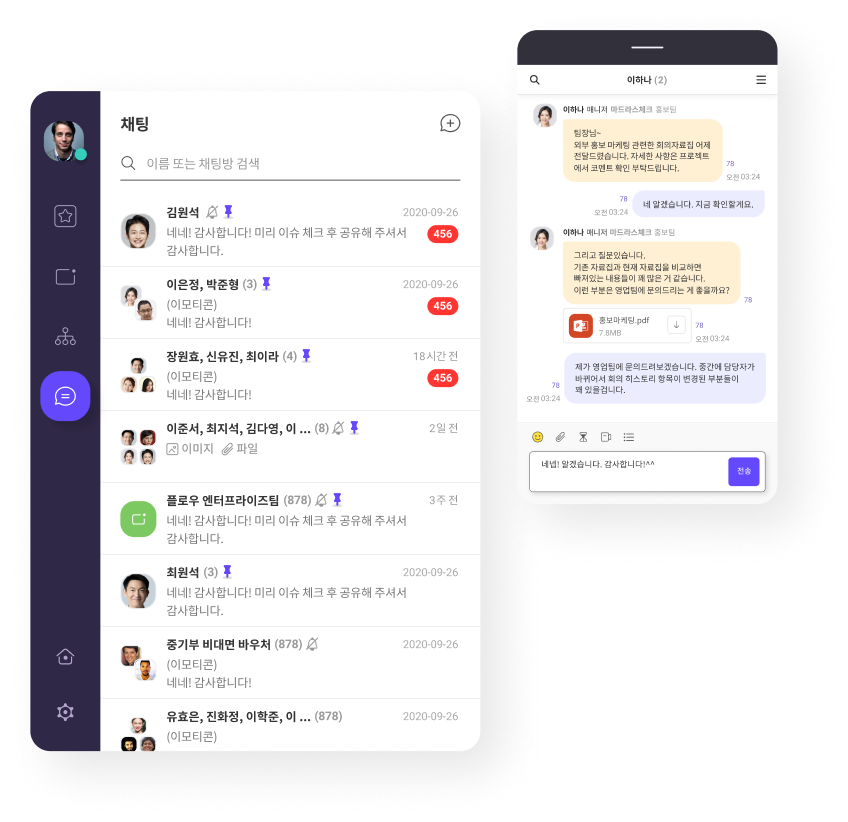 채팅
이름 또는 채팅방 검색
김원석
2020-09-26
네네! 감사합니다! 미리 이슈 체크 후 공유해 주셔서
감사합니다.
456
이은정, 박준형 (3)
2020-09-26
(이모티콘)
네네! 감사합니다!
456
장원효, 신유진, 최이라 (4)
18시간 전
(이모티콘)
네네! 감사합니다!
456
이준서, 최지석, 김다영, 이 ... (8)
2일 전
이미지 파일
플로우 엔터프라이즈팀 (878)
3주 전
네네! 감사합니다! 미리 이슈 체크 후 공유해 주셔서
감사합니다.
최원석 (3)
2020-09-26
네네! 감사합니다! 미리 이슈 체크 후 공유해 주셔서
감사합니다.
중기부 비대면 바우처 (878)
2020-09-26
(이모티콘)
네네! 감사합니다!
유효은, 진화정, 이학준, 이 ... (878)
2020-09-26
(이모티콘)
이하나 (2)
이하나 매니저 마드라스체크 홍보팀
팀장님~
외부 홍보 마케팅 관련한 회의자료집 어제
전달드렸습니다. 자세한 사항은 프로젝트
에서 코멘트 확인 부탁드립니다.
78
오전 03:24
78
오전 03:24
네 알겠습니다. 지금 확인할게요.
이하나 매니저 마드라스체크 홍보팀
그리고 질문있습니다.
기존 자료집과 현재 자료집을 비교하면
빠져있는 내용들이 꽤 많은 거 같습니다.
이런 부분은 영업팀에 문의드리는 게 좋을까요?
78
홍보마케팅.pdf
7.8MB
78
오전 03:24
제가 영업팀에 문의드려보겠습니다. 중간에 담당자가
바뀌어서 회의 히스토리 항목이 변경된 부분들이
꽤 있을겁니다.
78
오전 03:24
네넵! 알겠습니다. 감사합니다!^^
전송